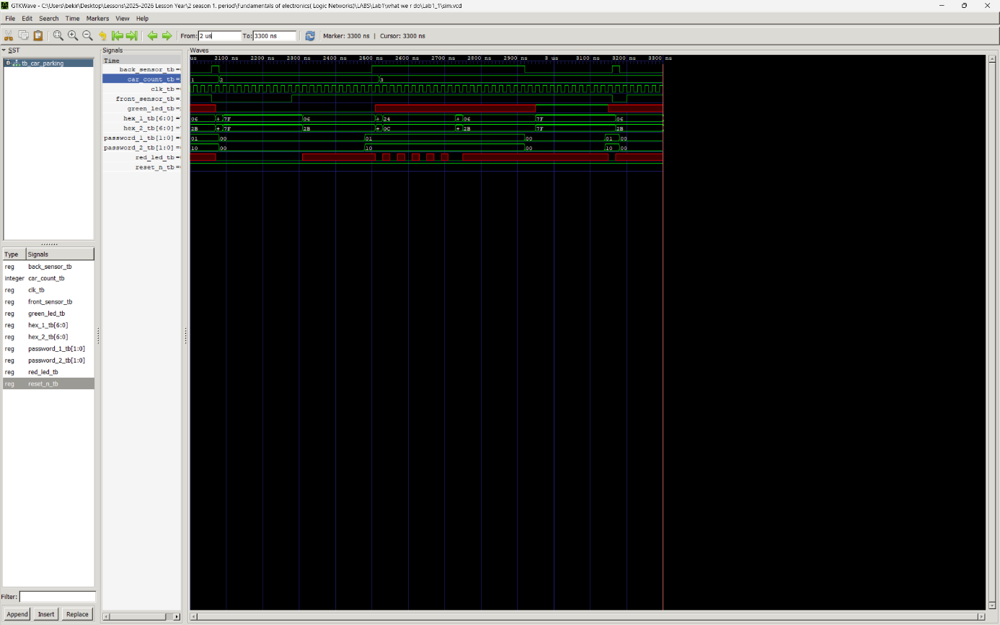 GTKWave - C:\Users\bekir\Desktop\Lessons\2025-2026 Lesson Year\2 season 1. period\Fundamentals of electronics( Logic Networks)\LABS\Lab1\what we r do\Lab1_1\sim.vcd
File Edit Search Time Markers View Help
From: 2 us To: 3300 ns Marker: 3300 ns | Cursor: 3300 ns
SST
tb_car_parking
Type Signals
reg back_sensor_tb
integer car_count_tb
reg clk_tb
reg front_sensor_tb
reg green_led_tb
reg hex_1_tb[6:0]
reg hex_2_tb[6:0]
reg password_1_tb[1:0]
reg password_2_tb[1:0]
reg red_led_tb
reg reset_n_tb
Filter:
Append Insert Replace
Signals
Time
back_sensor_tb=
car_count_tb=
clk_tb=
front_sensor_tb=
green_led_tb=
hex_1_tb[6:0]=
hex_2_tb[6:0]=
password_1_tb[1:0]=
password_2_tb[1:0]=
red_led_tb=
reset_n_tb=
Waves
us 2100 ns 2200 ns 2300 ns 2400 ns 2500 ns 2600 ns 2700 ns 2800 ns 2900 ns 3 us 3100 ns 3200 ns 3300 ns
1 2 3
06 + 7F 06 + 24 + 06 7F 06
2B + 7F 2B + 0C + 2B 7F 2B
01 00 01 00 01 00
10 00 10 00 10 00